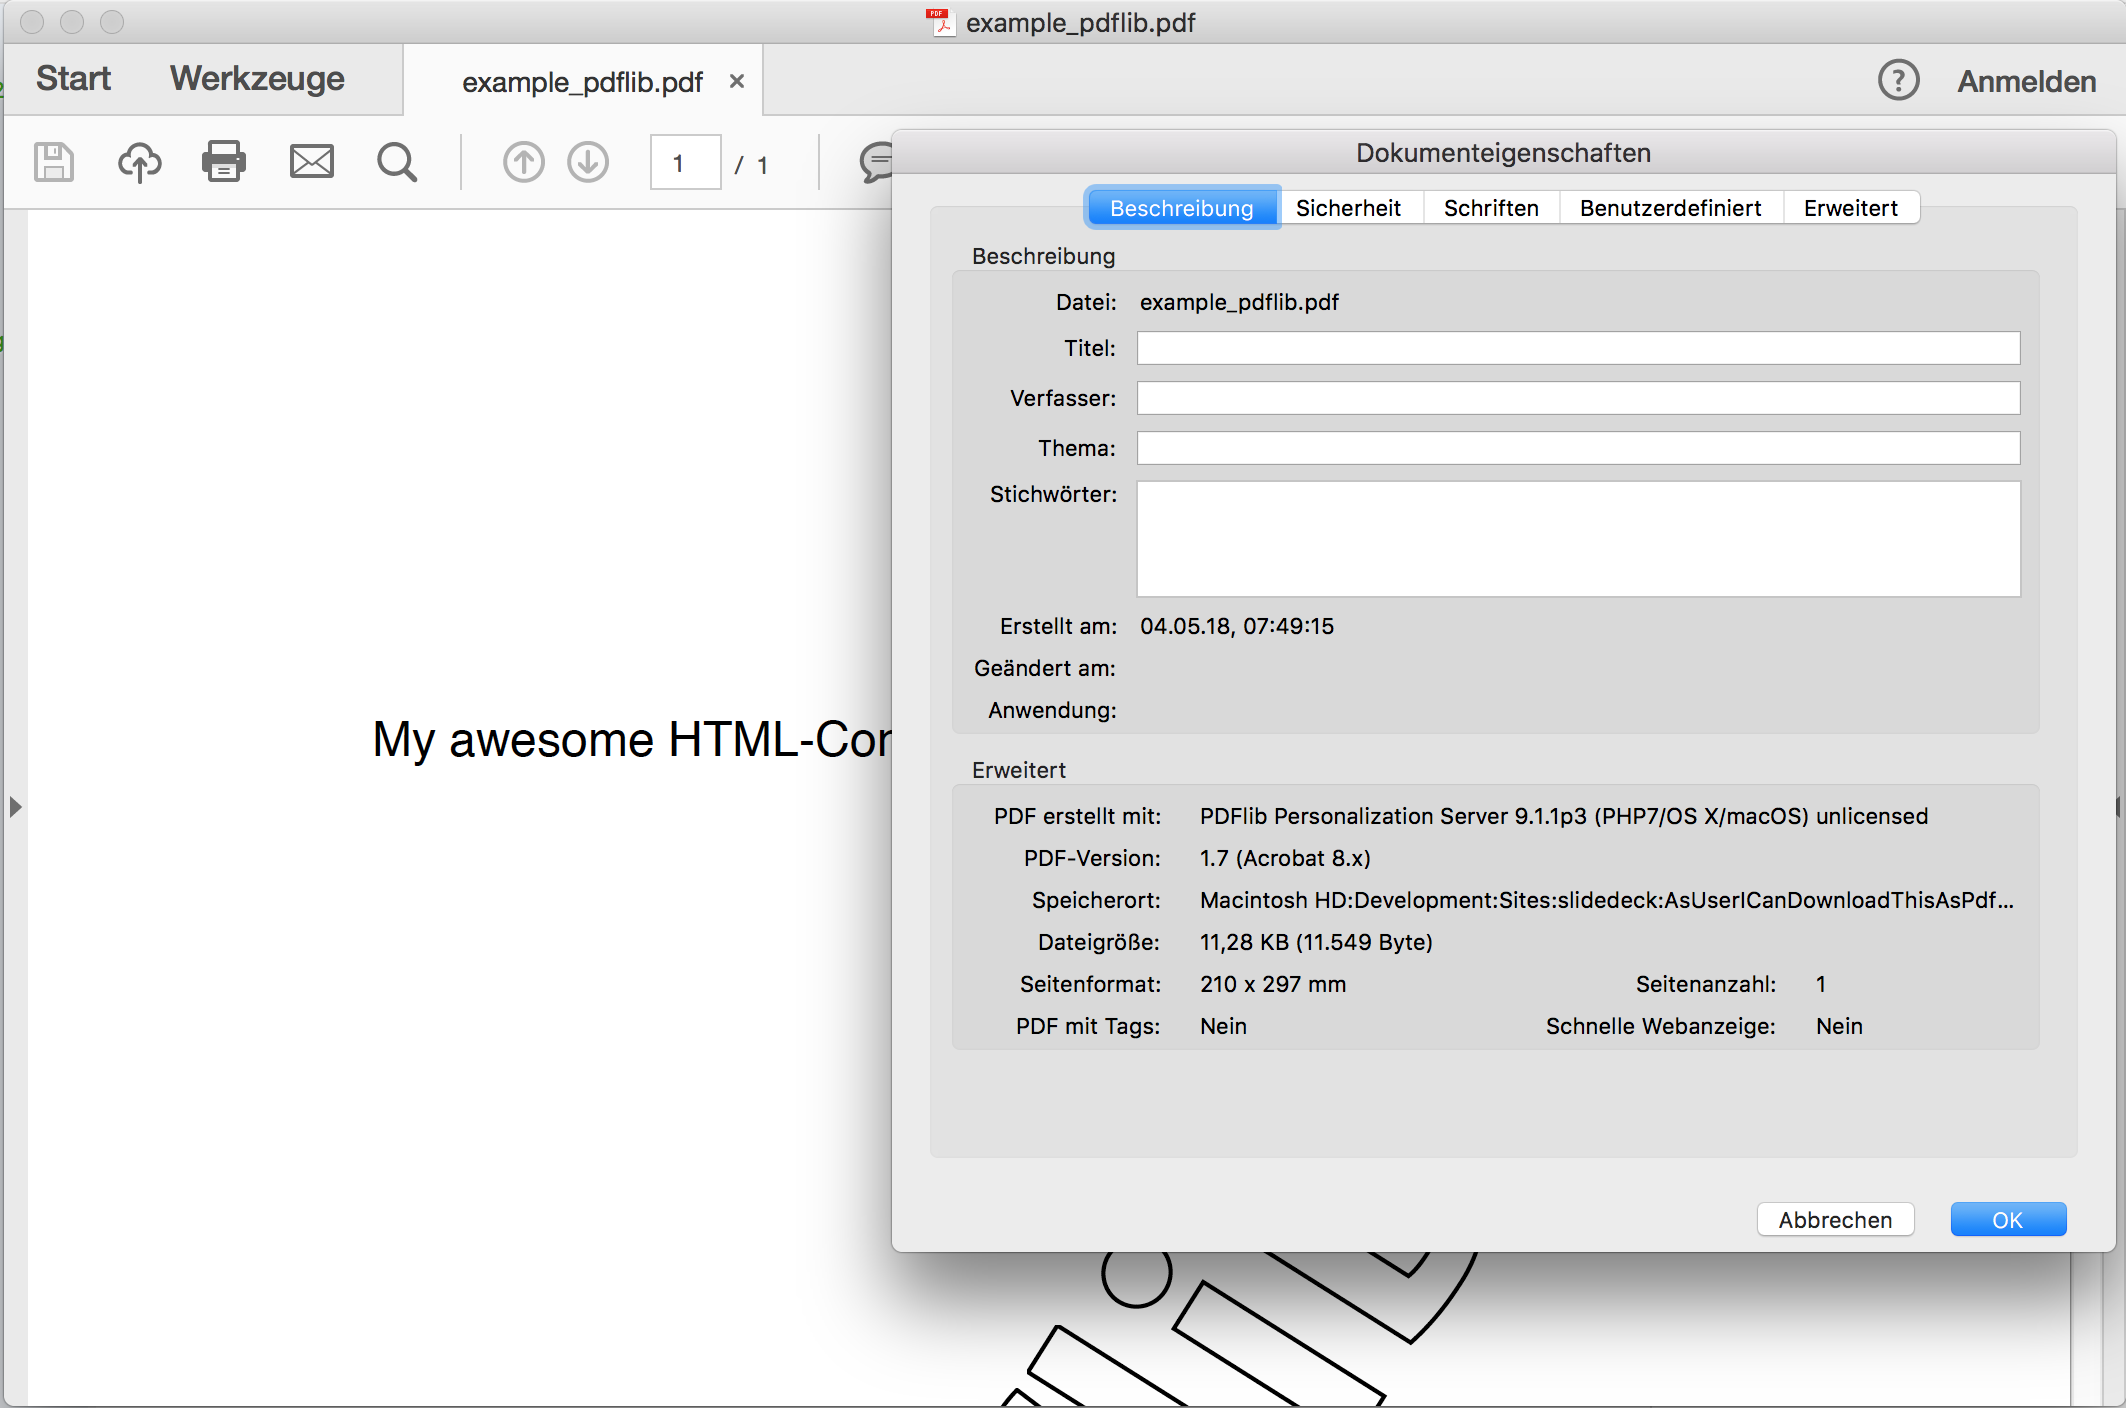 example_pdflib.pdf
Start Werkzeuge example_pdflib.pdf × ? Anmelden
1 / 1
Dokumenteigenschaften
Beschreibung Sicherheit Schriften Benutzerdefiniert Erweitert
Beschreibung
Datei: example_pdflib.pdf
Titel:
Verfasser:
Thema:
Stichwörter:
Erstellt am: 04.05.18, 07:49:15
Geändert am:
Anwendung:
My awesome HTML-Con
Erweitert
PDF erstellt mit: PDFlib Personalization Server 9.1.1p3 (PHP7/OS X/macOS) unlicensed
PDF-Version: 1.7 (Acrobat 8.x)
Speicherort: Macintosh HD:Development:Sites:slidedeck:AsUserICanDownloadThisAsPdf...
Dateigröße: 11,28 KB (11.549 Byte)
Seitenformat: 210 x 297 mm Seitenanzahl: 1
PDF mit Tags: Nein Schnelle Webanzeige: Nein
Abbrechen OK